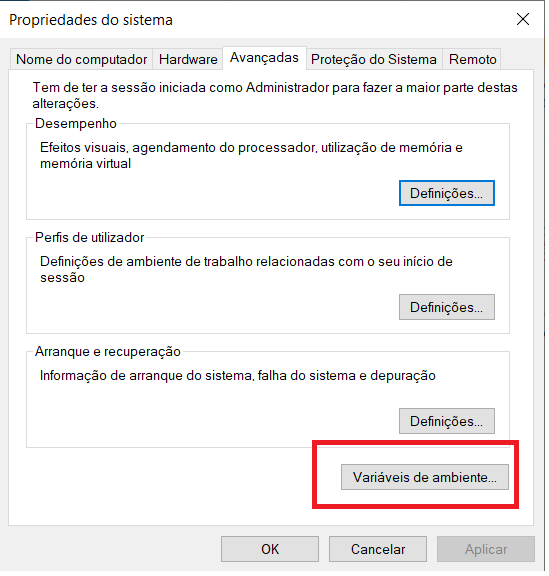 Propriedades do sistema
Nome do computador
Hardware
Avançadas
Proteção do Sistema
Remoto
Tem de ter a sessão iniciada como Administrador para fazer a maior parte destas
alterações.
Desempenho
Efeitos visuais, agendamento do processador, utilização de memória e
memória virtual
Definições...
Perfis de utilizador
Definições de ambiente de trabalho relacionadas com o seu início de
sessão
Definições...
Arranque e recuperação
Informação de arranque do sistema, falha do sistema e depuração
Definições...
Variáveis de ambiente...
OK
Cancelar
Aplicar